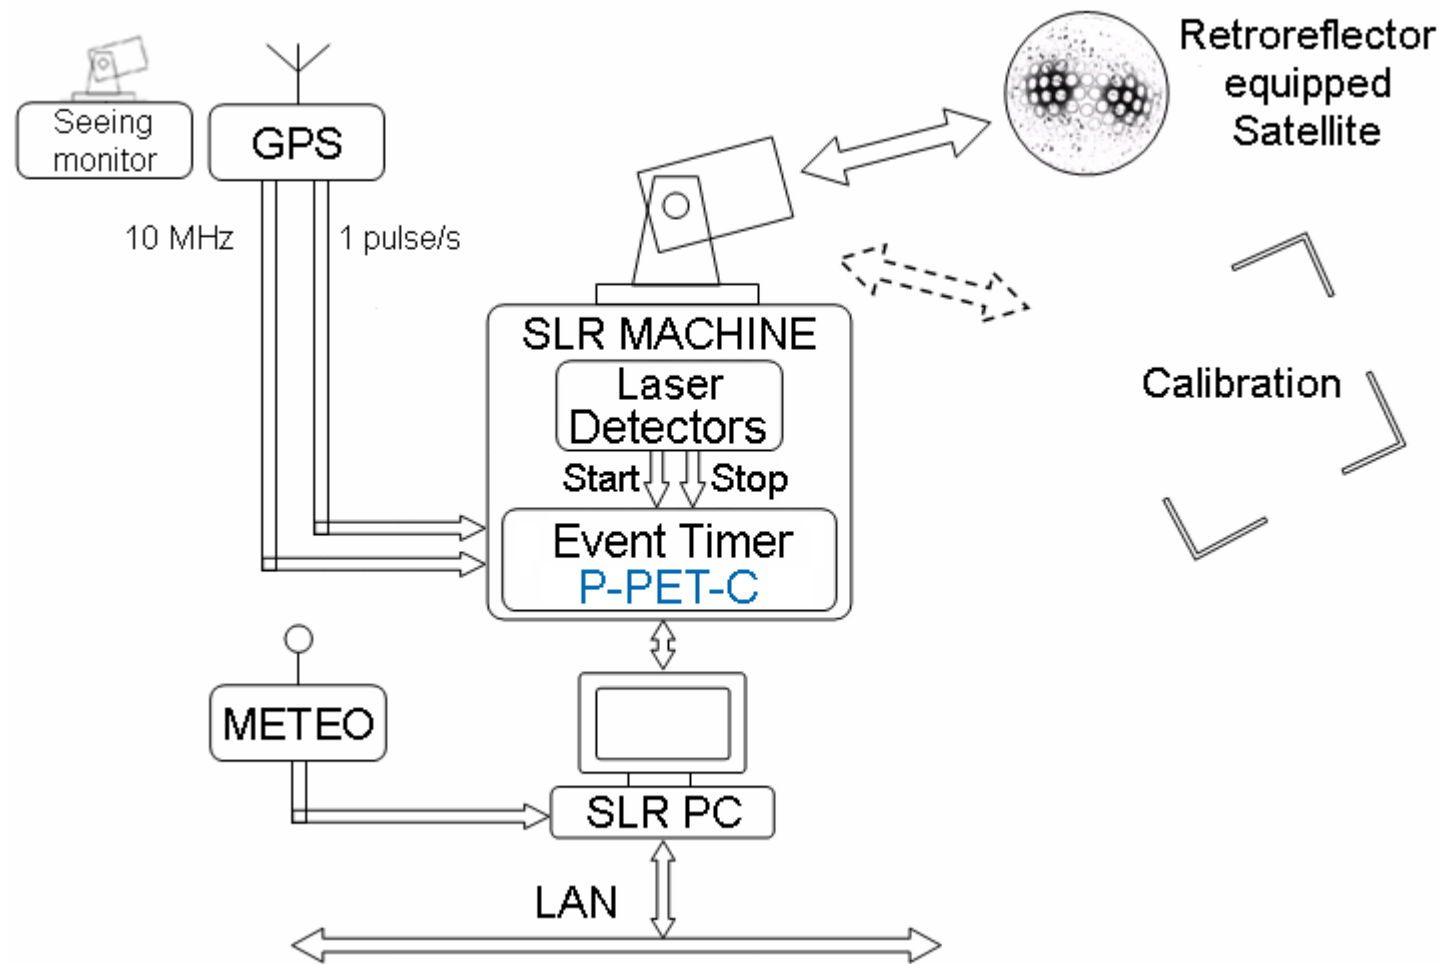 Retroreflector
equipped
Satellite
Seeing
monitor
GPS
10 MHz
1 pulse/s
SLR MACHINE
Laser
Detectors
Start
Stop
Event Timer
P-PET-C
Calibration
METEO
SLR PC
LAN